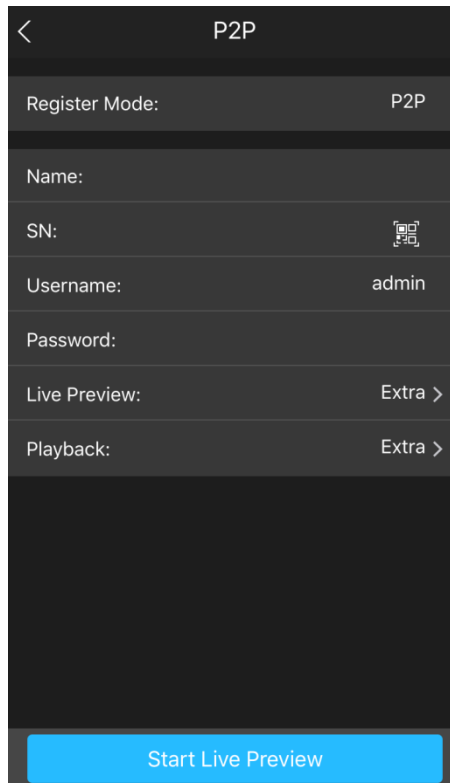 P2P
Register Mode: P2P
Name:
SN:
Username: admin
Password:
Live Preview: Extra >
Playback: Extra >
Start Live Preview